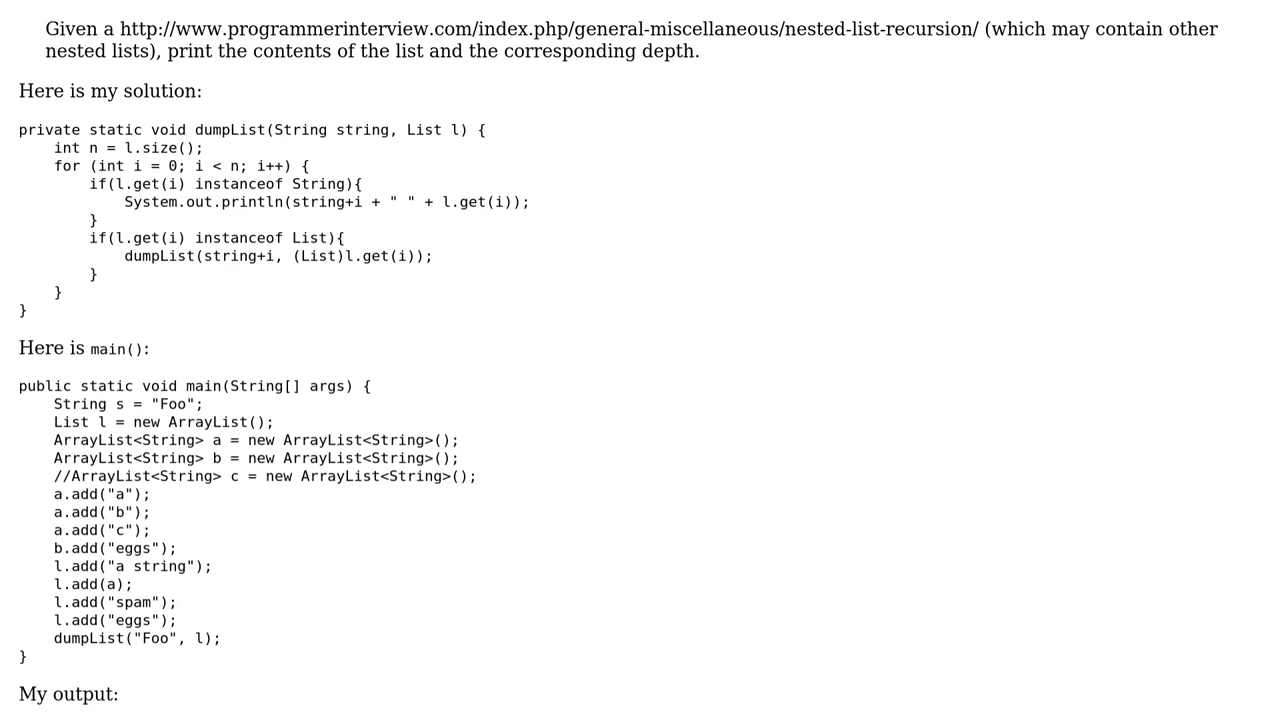 Given a http://www.programmerinterview.com/index.php/general-miscellaneous/nested-list-recursion/ (which may contain other
nested lists), print the contents of the list and the corresponding depth.
Here is my solution:
private static void dumpList(String string, List l) {
    int n = l.size();
    for (int i = 0; i < n; i++) {
        if(l.get(i) instanceof String){
            System.out.println(string+i + " " + l.get(i));
        }
        if(l.get(i) instanceof List){
            dumpList(string+i, (List)l.get(i));
        }
    }
}
Here is main():
public static void main(String[] args) {
    String s = "Foo";
    List l = new ArrayList();
    ArrayList<String> a = new ArrayList<String>();
    ArrayList<String> b = new ArrayList<String>();
    //ArrayList<String> c = new ArrayList<String>();
    a.add("a");
    a.add("b");
    a.add("c");
    b.add("eggs");
    l.add("a string");
    l.add(a);
    l.add("spam");
    l.add("eggs");
    dumpList("Foo", l);
}
My output: